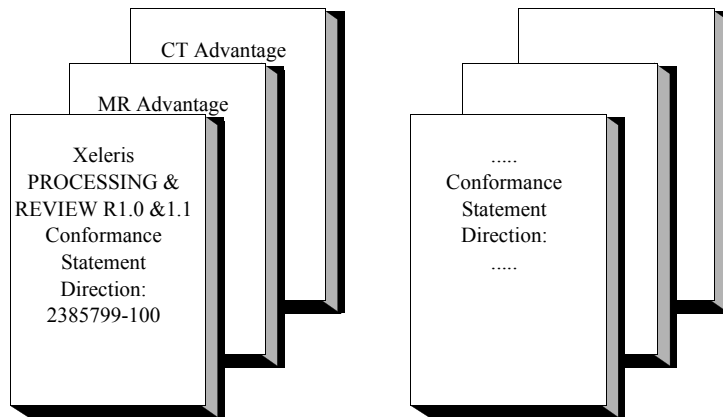 CT Advantage
MR Advantage
Xeleris
PROCESSING &
REVIEW R1.0 &1.1
Conformance
Statement
Direction:
2385799-100
.....
Conformance
Statement
Direction:
.....